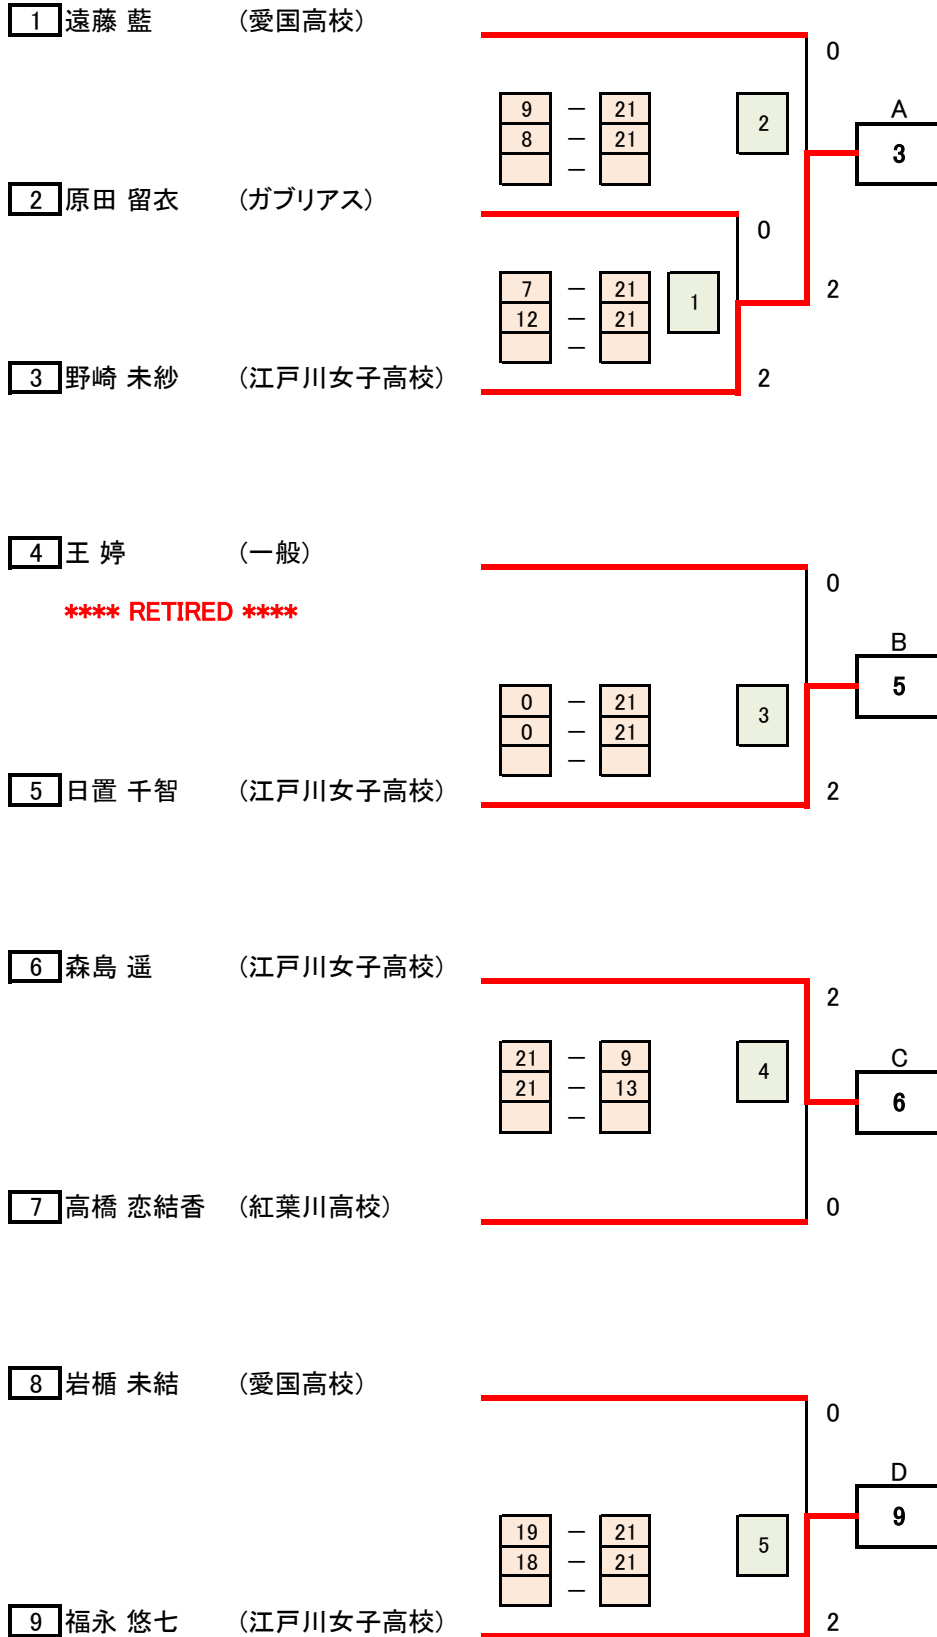 1 遠藤 藍 (愛国高校)
0
9 － 21
2
A
8 － 21
3
－
2 原田 留衣 (ガブリアス)
0
7 － 21
1
2
12 － 21
－
3 野崎 未紗 (江戸川女子高校)
2
4 王 婷 (一般)
0
**** RETIRED ****
B
5
0 － 21
3
0 － 21
－
5 日置 千智 (江戸川女子高校)
2
6 森島 遥 (江戸川女子高校)
2
21 － 9
4
C
21 － 13
6
－
7 高橋 恋結香 (紅葉川高校)
0
8 岩楯 未結 (愛国高校)
0
D
9
19 － 21
5
18 － 21
－
9 福永 悠七 (江戸川女子高校)
2